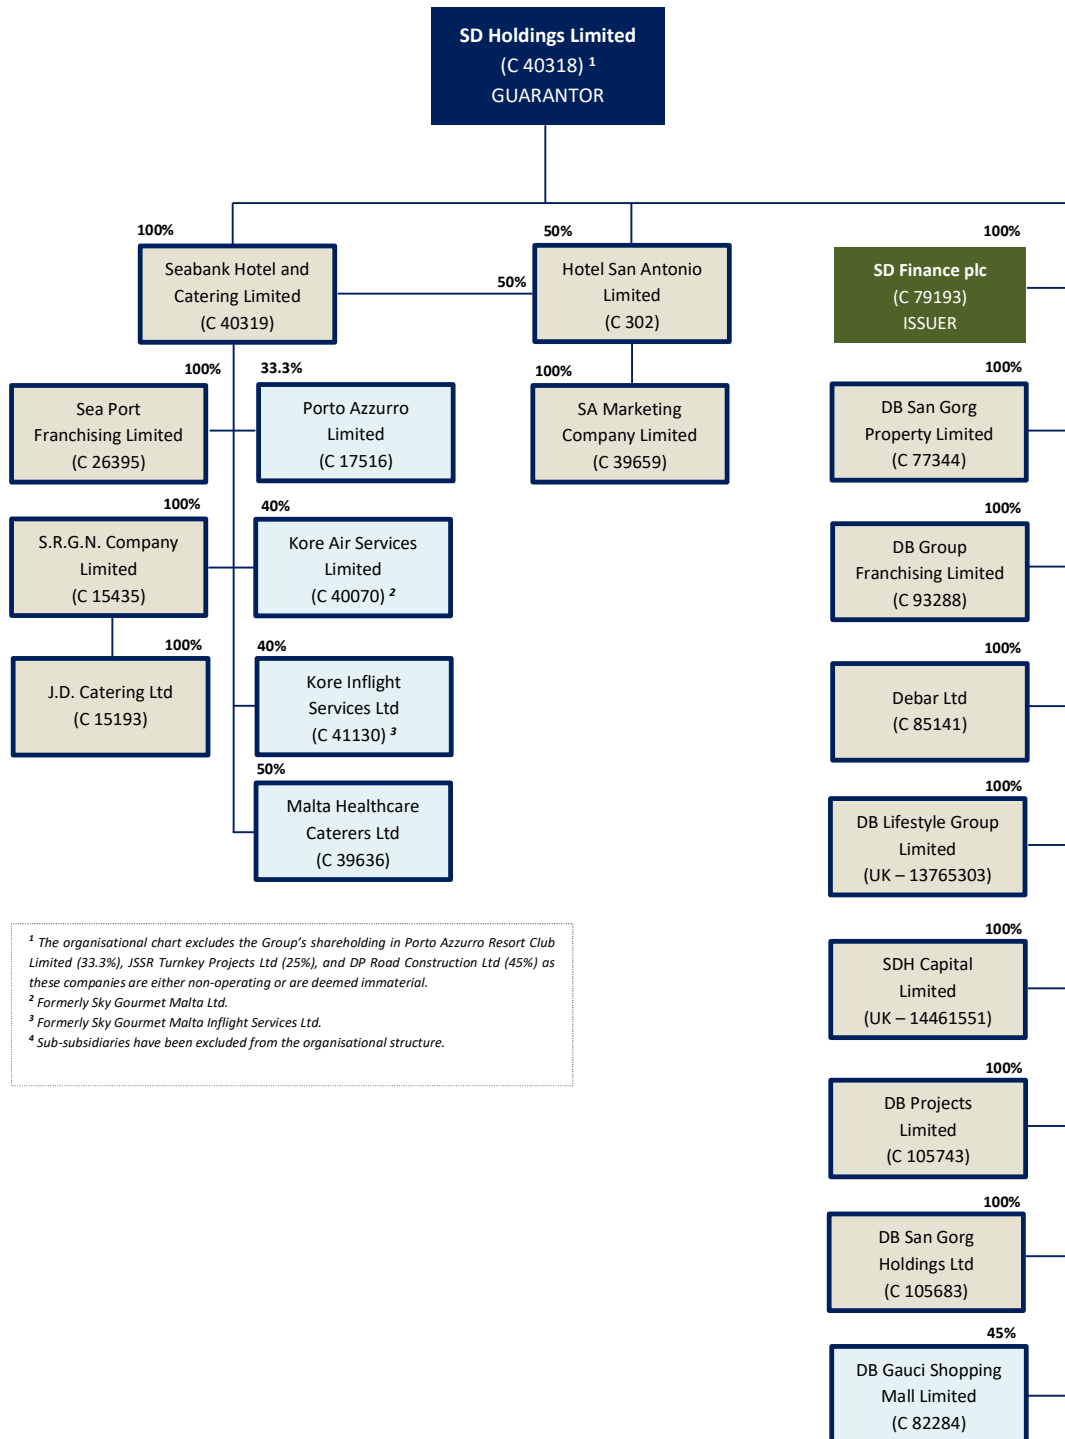 SD Holdings Limited
(C 40318) ¹
GUARANTOR
100%
Seabank Hotel and
Catering Limited
(C 40319)
50%
50%
Hotel San Antonio
Limited
(C 302)
100%
SD Finance plc
(C 79193)
ISSUER
100%
Sea Port
Franchising Limited
(C 26395)
33.3%
Porto Azzurro
Limited
(C 17516)
100%
SA Marketing
Company Limited
(C 39659)
100%
DB San Gorg
Property Limited
(C 77344)
100%
S.R.G.N. Company
Limited
(C 15435)
40%
Kore Air Services
Limited
(C 40070) ²
100%
DB Group
Franchising Limited
(C 93288)
100%
J.D. Catering Ltd
(C 15193)
40%
Kore Inflight
Services Ltd
(C 41130) ³
100%
Debar Ltd
(C 85141)
50%
Malta Healthcare
Caterers Ltd
(C 39636)
100%
DB Lifestyle Group
Limited
(UK – 13765303)
100%
SDH Capital
Limited
(UK – 14461551)
100%
DB Projects
Limited
(C 105743)
100%
DB San Gorg
Holdings Ltd
(C 105683)
45%
DB Gauci Shopping
Mall Limited
(C 82284)
¹ The organisational chart excludes the Group's shareholding in Porto Azzurro Resort Club
Limited (33.3%), JSSR Turnkey Projects Ltd (25%), and DP Road Construction Ltd (45%) as
these companies are either non-operating or are deemed immaterial.
² Formerly Sky Gourmet Malta Ltd.
³ Formerly Sky Gourmet Malta Inflight Services Ltd.
⁴ Sub-subsidiaries have been excluded from the organisational structure.